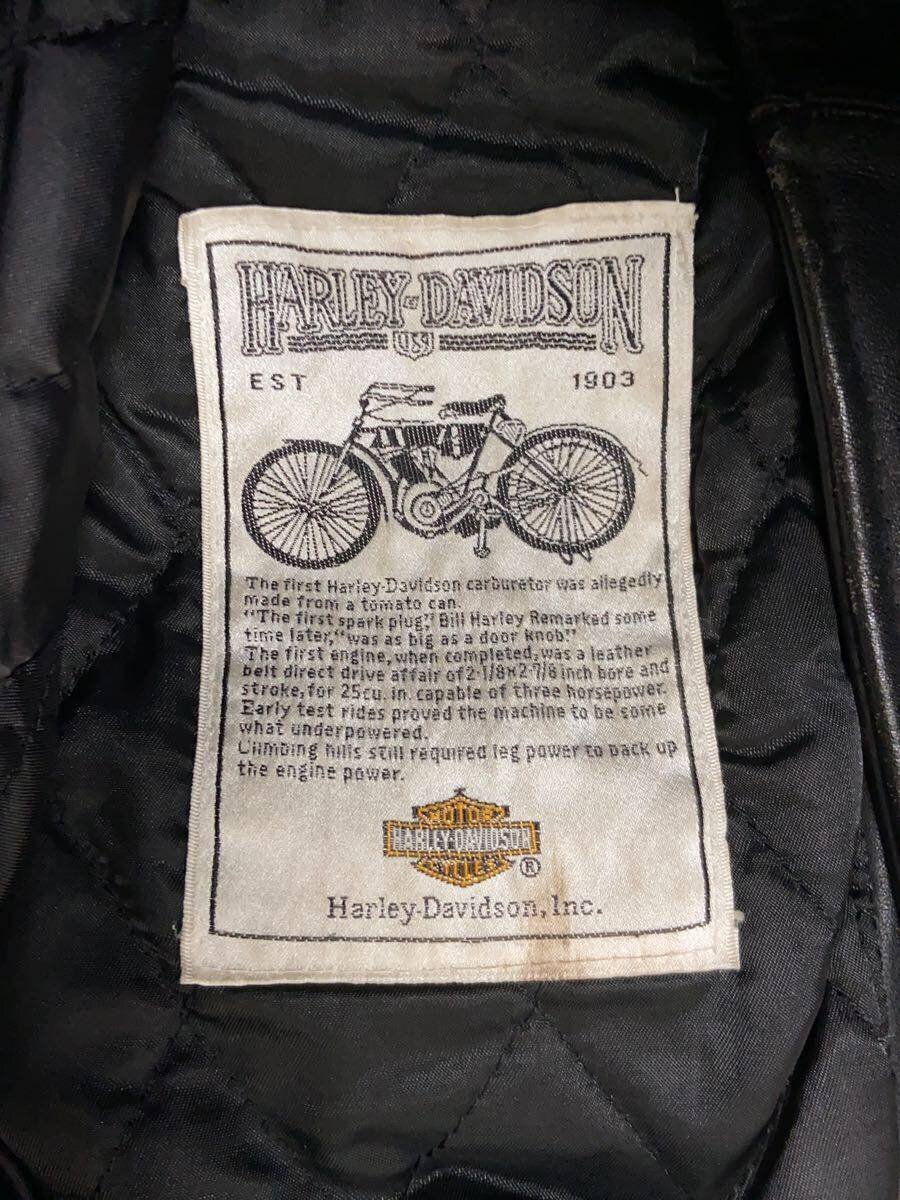 HARLEY-DAVIDSON
USA
EST 1903
The first Harley-Davidson carburetor was allegedly
made from a tomato can.
"The first spark plug," Bill Harley Remarked some
time later, "was as big as a door knob."
The first engine, when completed, was a leather
belt direct drive affair of 2-1/8×2-7/8 inch bore and
stroke, for 25cu. in. capable of three horsepower.
Early test rides proved the machine to be some
what underpowered.
Climbing hills still required leg power to back up
the engine power.
MOTOR
HARLEY-DAVIDSON
CYCLES
®
Harley-Davidson, Inc.